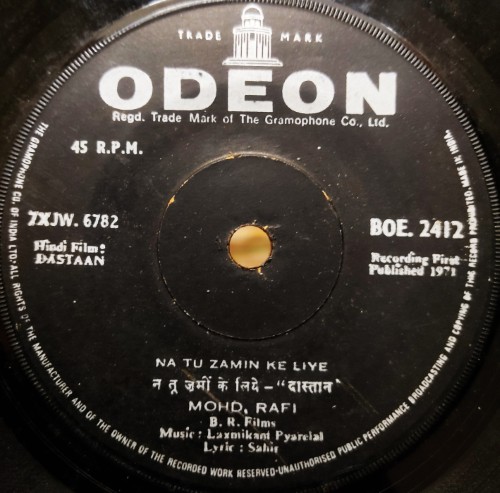 TRADE MARK
ODEON
Regd. Trade Mark of The Gramophone Co., Ltd.
45 R.P.M.
7XJW. 6782
BOE. 2412
Hindi Film:
DASTAAN
Recording First
Published 1971
NA TU ZAMIN KE LIYE
न तू ज़मीं के लिये - "दास्तान"
MOHD. RAFI
B. R. Films
Music: Laxmikant Pyarelal
Lyric: Sahir
THE GRAMOPHONE CO. OF INDIA LTD-ALL RIGHTS OF THE MANUFACTURER AND OF THE OWNER OF THE RECORDED WORK RESERVED-UNAUTHORISED PUBLIC PERFORMANCE BROADCASTING AND COPYING OF THIS RECORD PROHIBITED. MADE IN INDIA.